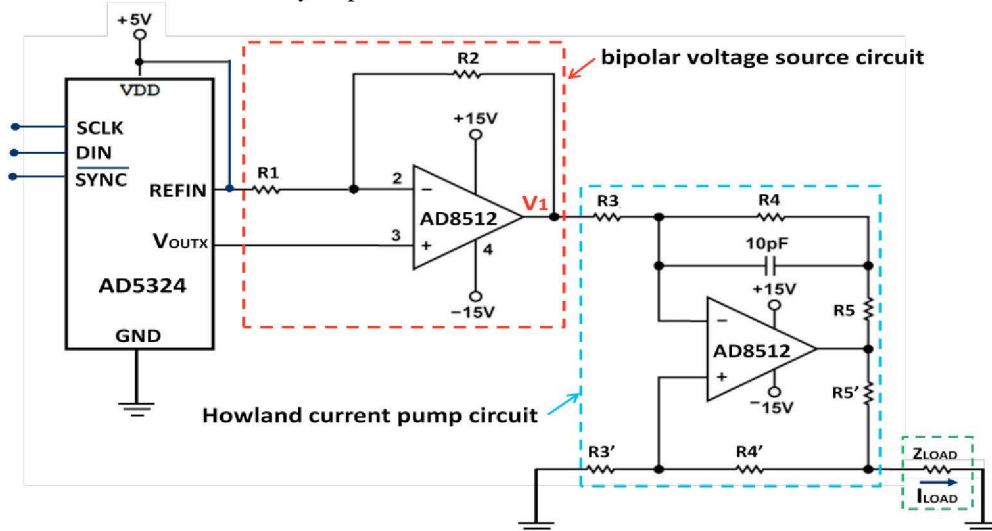 +5V
VDD
SCLK
DIN
SYNC
REFIN
VOUTX
AD5324
GND
bipolar voltage source circuit
R2
+15V
R1
2
AD8512
3
4
−15V
V1
R3
R4
10pF
+15V
R5
AD8512
−15V
R5’
Howland current pump circuit
R3’
R4’
ZLOAD
ILOAD